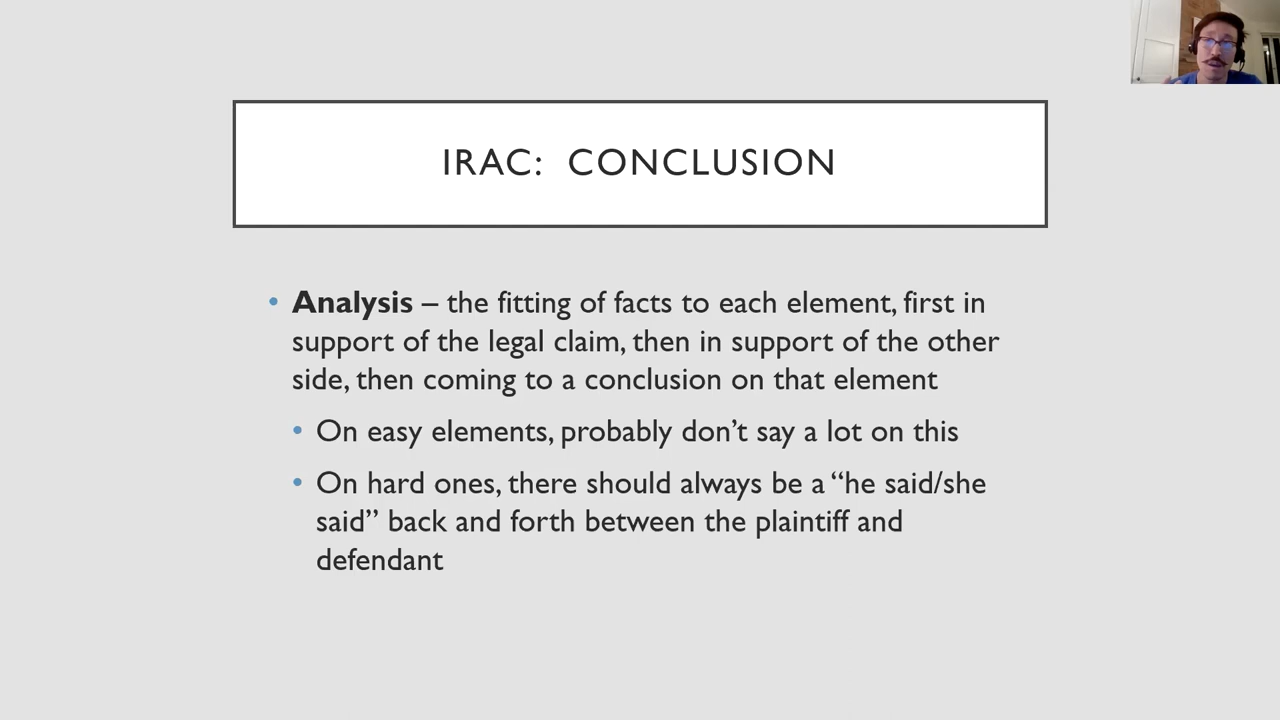 IRAC: CONCLUSION
• Analysis – the fitting of facts to each element, first in
support of the legal claim, then in support of the other
side, then coming to a conclusion on that element
• On easy elements, probably don’t say a lot on this
• On hard ones, there should always be a “he said/she
said” back and forth between the plaintiff and
defendant